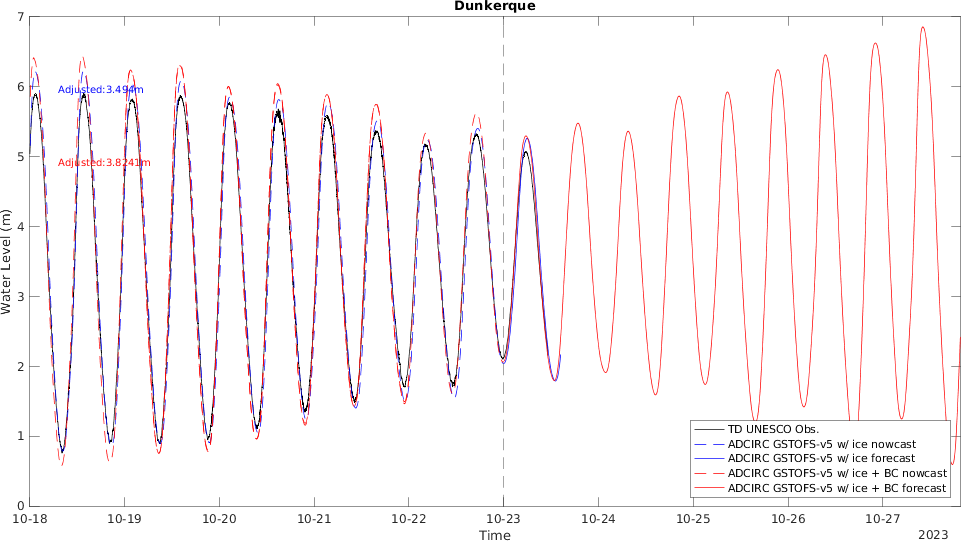 Dunkerque
7
6
5
4
3
2
1
0
Water Level (m)
Adjusted:3.494m
Adjusted:3.8241m
TD UNESCO Obs.
ADCIRC GSTOFS-v5 w/ ice nowcast
ADCIRC GSTOFS-v5 w/ ice forecast
ADCIRC GSTOFS-v5 w/ ice + BC nowcast
ADCIRC GSTOFS-v5 w/ ice + BC forecast
10-18 10-19 10-20 10-21 10-22 10-23 10-24 10-25 10-26 10-27
Time
2023